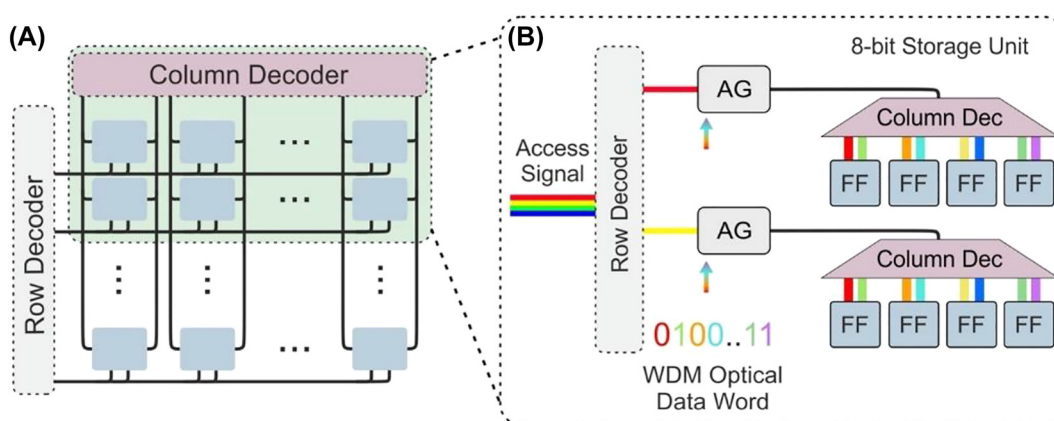 (A)
Column Decoder
Row Decoder
...
...
...
...
...
...
(B)
8-bit Storage Unit
Access
Signal
Row Decoder
AG
Column Dec
FF FF FF FF
AG
Column Dec
FF FF FF FF
0100..11
WDM Optical
Data Word